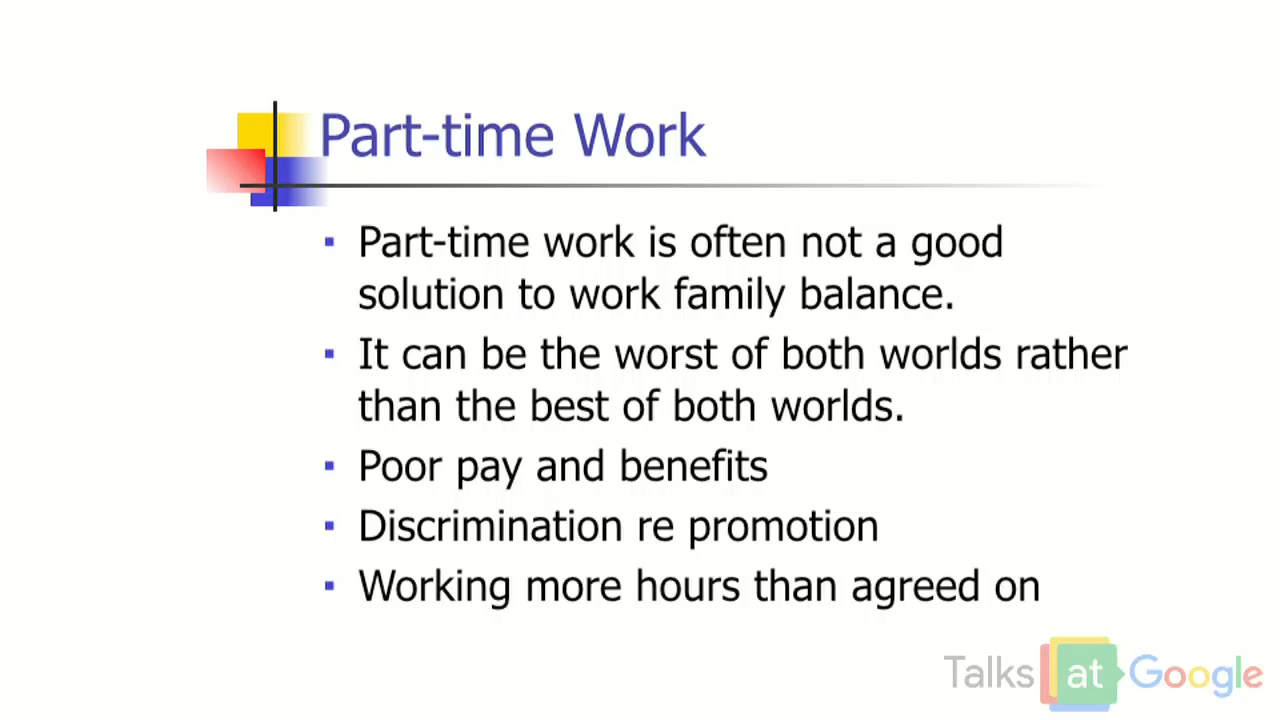 Part-time Work
Part-time work is often not a good
solution to work family balance.
It can be the worst of both worlds rather
than the best of both worlds.
Poor pay and benefits
Discrimination re promotion
Working more hours than agreed on
Talks at Google